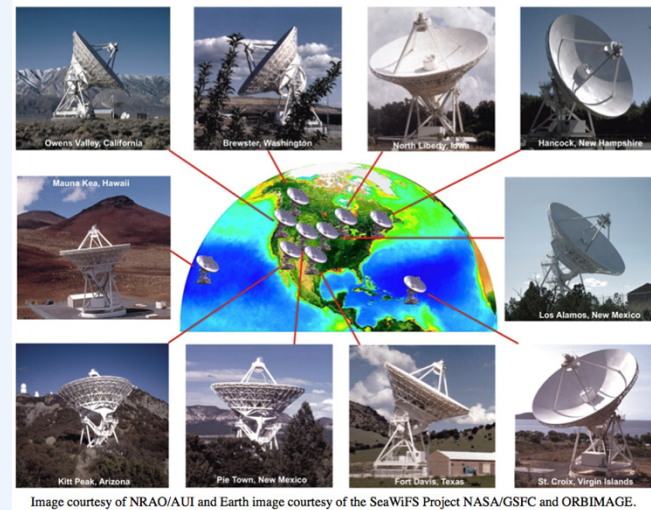 Owens Valley, California
Brewster, Washington
North Liberty, Iowa
Hancock, New Hampshire
Mauna Kea, Hawaii
Los Alamos, New Mexico
Kitt Peak, Arizona
Pie Town, New Mexico
Fort Davis, Texas
St. Croix, Virgin Islands
Image courtesy of NRAO/AUI and Earth image courtesy of the SeaWiFS Project NASA/GSFC and ORBIMAGE.